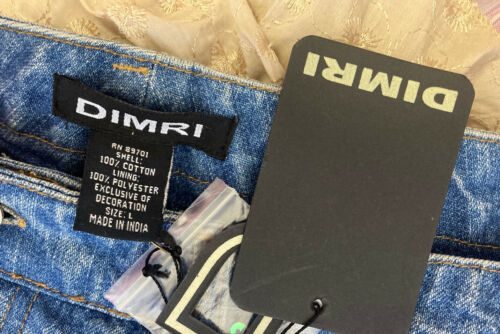 DIMRI
RN 89701
SHELL:
100% COTTON
LINING:
100% POLYESTER
EXCLUSIVE OF
DECORATION
SIZE: L
MADE IN INDIA
DIMRI